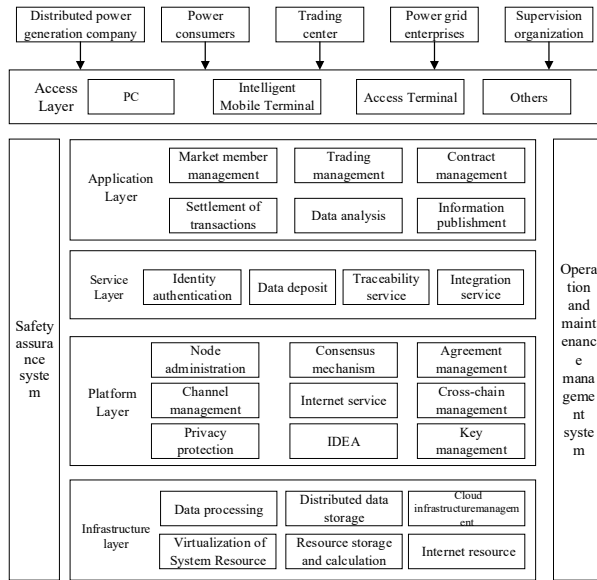 Distributed power
generation company
Power
consumers
Trading
center
Power grid
enterprises
Supervision
organization
Access
Layer
PC
Intelligent
Mobile Terminal
Access Terminal
Others
Safety
assura
nce
syste
m
Application
Layer
Market member
management
Trading
management
Contract
management
Settlement of
transactions
Data analysis
Information
publishment
Service
Layer
Identity
authentication
Data deposit
Traceability
service
Integration
service
Platform
Layer
Node
administration
Consensus
mechanism
Agreement
management
Channel
management
Internet service
Cross-chain
management
Privacy
protection
IDEA
Key
management
Infrastructure
layer
Data processing
Distributed data
storage
Cloud
infrastructuremanagem
ent
Virtualization of
System Resource
Resource storage
and calculation
Internet resource
Opera
tion
and
maint
enanc
e
mana
geme
nt
syste
m